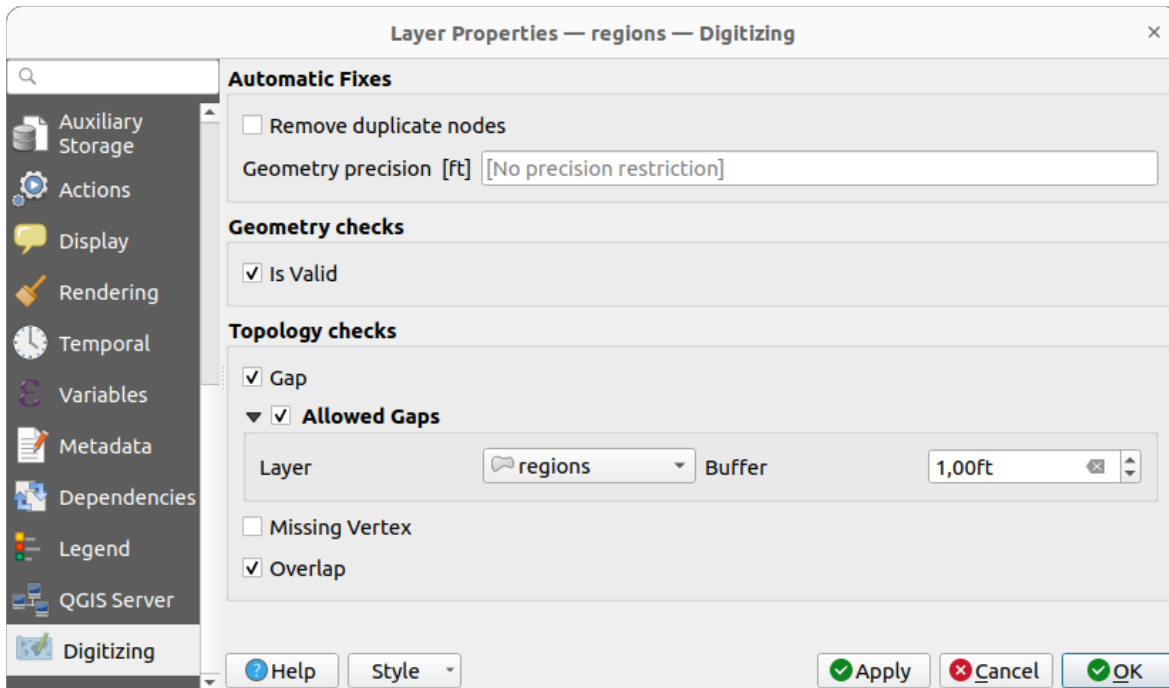 Layer Properties — regions — Digitizing
Auxiliary
Storage
Actions
Display
Rendering
Temporal
Variables
Metadata
Dependencies
Legend
QGIS Server
Digitizing
Automatic Fixes
Remove duplicate nodes
Geometry precision [ft] [No precision restriction]
Geometry checks
Is Valid
Topology checks
Gap
Allowed Gaps
Layer regions Buffer 1,00ft
Missing Vertex
Overlap
Help Style Apply Cancel OK